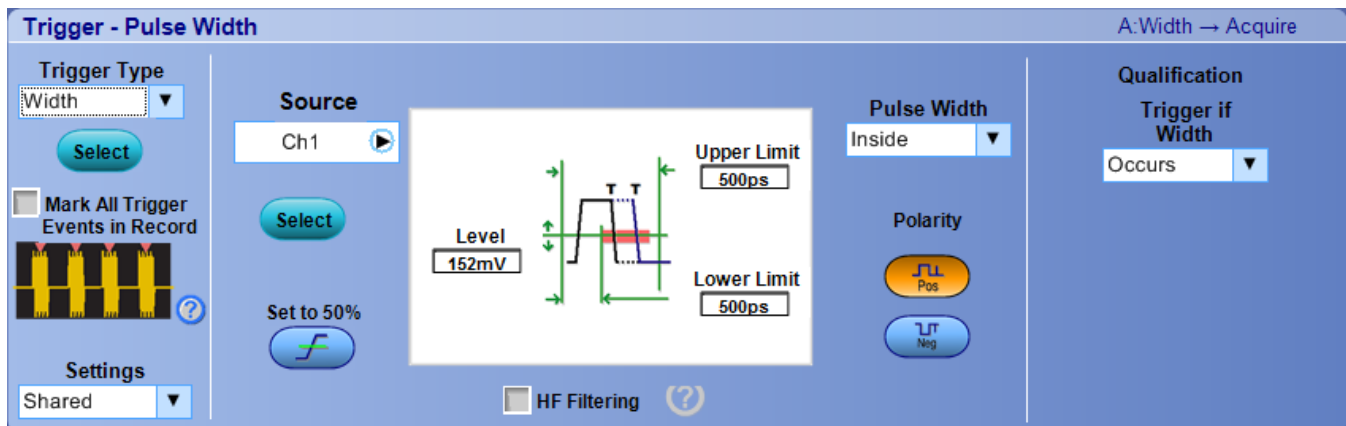 Trigger - Pulse Width
A:Width → Acquire
Trigger Type
Width
Select
Mark All Trigger
Events in Record
Settings
Shared
Source
Ch1
Select
Set to 50%
Level
152mV
T T
Upper Limit
500ps
Lower Limit
500ps
HF Filtering
?
Pulse Width
Inside
Polarity
Pos
Neg
Qualification
Trigger if
Width
Occurs
?